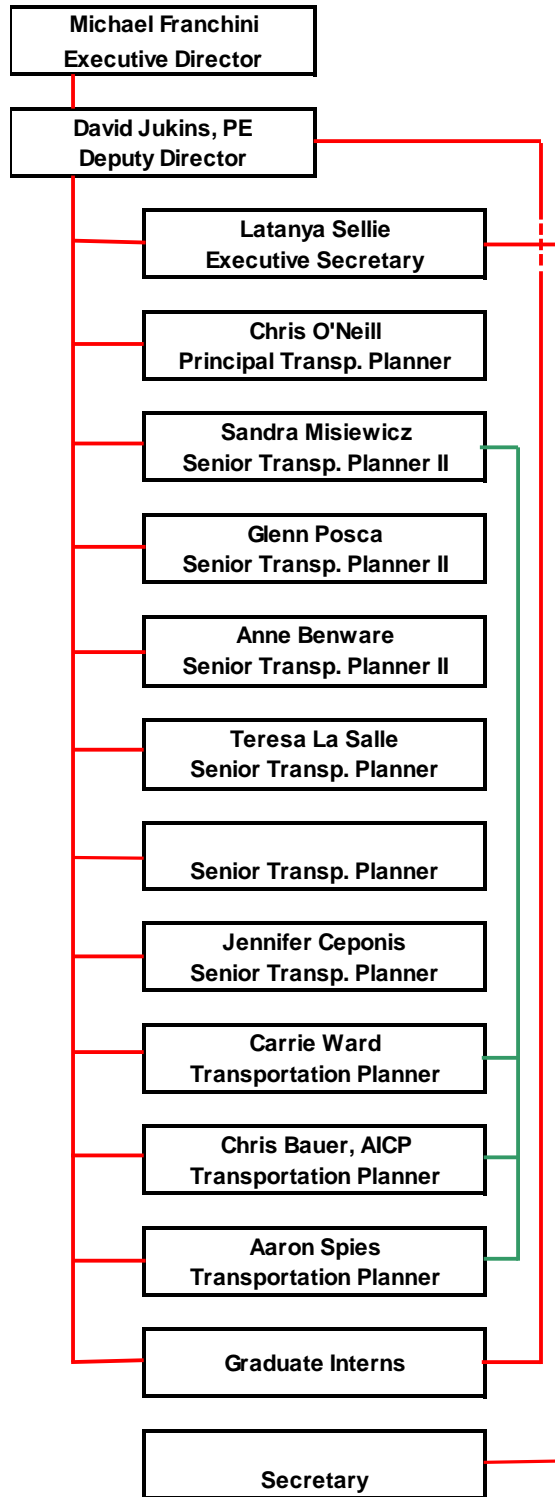 Michael Franchini
Executive Director
David Jukins, PE
Deputy Director
Latanya Sellie
Executive Secretary
Chris O'Neill
Principal Transp. Planner
Sandra Misiewicz
Senior Transp. Planner II
Glenn Posca
Senior Transp. Planner II
Anne Benware
Senior Transp. Planner II
Teresa La Salle
Senior Transp. Planner
Senior Transp. Planner
Jennifer Ceponis
Senior Transp. Planner
Carrie Ward
Transportation Planner
Chris Bauer, AICP
Transportation Planner
Aaron Spies
Transportation Planner
Graduate Interns
Secretary